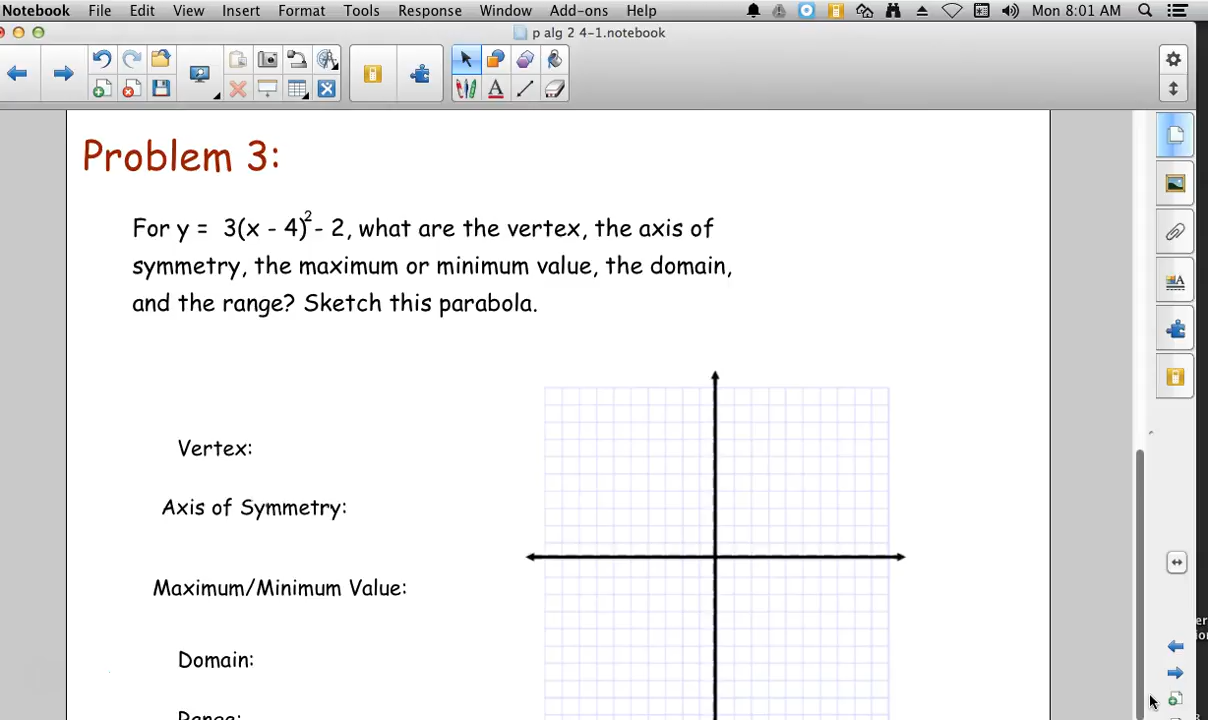 Notebook File Edit View Insert Format Tools Response Window Add-ons Help Mon 8:01 AM
p alg 2 4-1.notebook
Problem 3:
For y = 3(x - 4)² - 2, what are the vertex, the axis of
symmetry, the maximum or minimum value, the domain,
and the range? Sketch this parabola.
Vertex:
Axis of Symmetry:
Maximum/Minimum Value:
Domain:
Range: